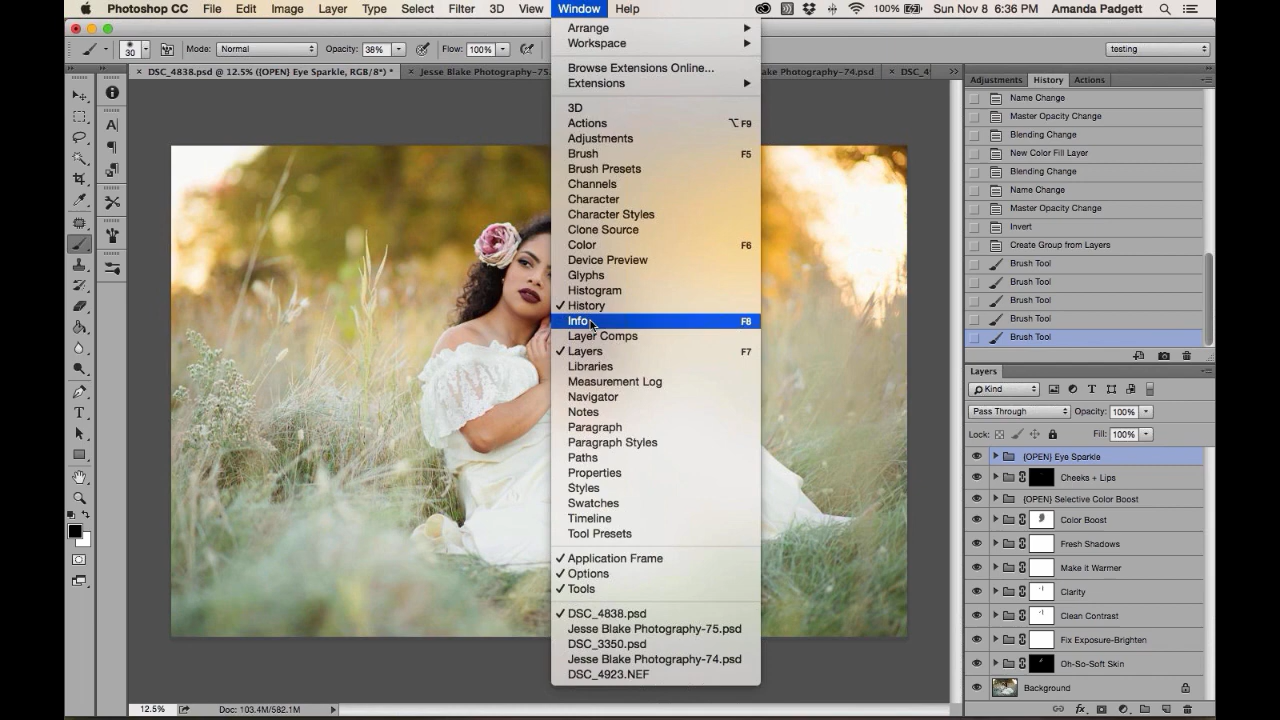 Photoshop CC File Edit Image Layer Type Select Filter 3D View Window Help 100% Sun Nov 8 6:36 PM Amanda Padgett
30 Mode: Normal Opacity: 38% Flow: 100% testing
DSC_4838.psd @ 12.5% ({OPEN} Eye Sparkle, RGB/8*) * Jesse Blake Photography-75. ake Photography-74.psd DSC_4
Arrange
Workspace
Browse Extensions Online...
Extensions
3D
Actions ⌥F9
Adjustments
Brush F5
Brush Presets
Channels
Character
Character Styles
Clone Source
Color F6
Device Preview
Glyphs
Histogram
✓ History
Info F8
Layer Comps
✓ Layers F7
Libraries
Measurement Log
Navigator
Notes
Paragraph
Paragraph Styles
Paths
Properties
Styles
Swatches
Timeline
Tool Presets
✓ Application Frame
✓ Options
✓ Tools
✓ DSC_4838.psd
Jesse Blake Photography-75.psd
DSC_3350.psd
Jesse Blake Photography-74.psd
DSC_4923.NEF
Adjustments History Actions
Name Change
Master Opacity Change
Blending Change
New Color Fill Layer
Blending Change
Name Change
Master Opacity Change
Invert
Create Group from Layers
Brush Tool
Brush Tool
Brush Tool
Brush Tool
Brush Tool
Layers
Kind
Pass Through Opacity: 100%
Lock: Fill: 100%
{OPEN} Eye Sparkle
Cheeks + Lips
{OPEN} Selective Color Boost
Color Boost
Fresh Shadows
Make it Warmer
Clarity
Clean Contrast
Fix Exposure-Brighten
Oh-So-Soft Skin
Background
12.5% Doc: 103.4M/582.1M